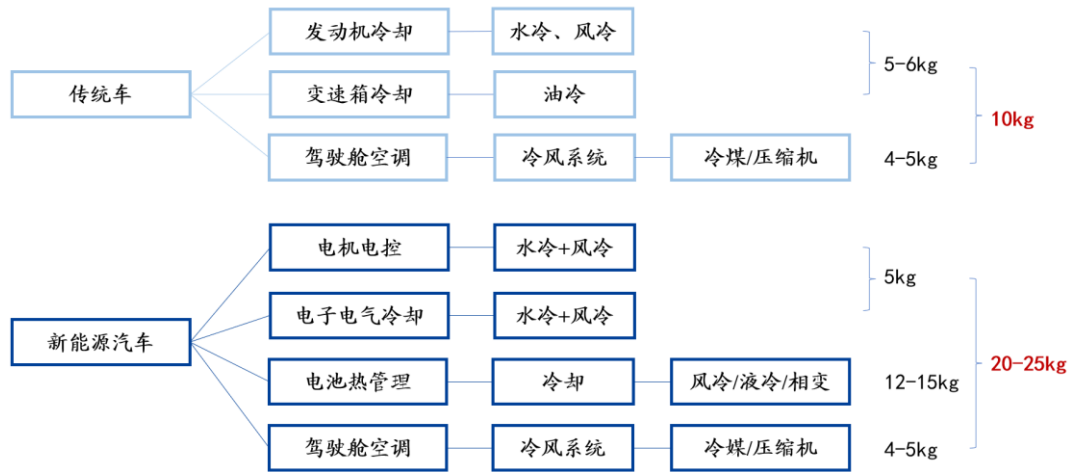 发动机冷却
水冷、风冷
5-6kg
传统车
变速箱冷却
油冷
10kg
驾驶舱空调
冷风系统
冷煤/压缩机
4-5kg
电机电控
水冷+风冷
5kg
电子电气冷却
水冷+风冷
新能源汽车
20-25kg
电池热管理
冷却
风冷/液冷/相变
12-15kg
驾驶舱空调
冷风系统
冷媒/压缩机
4-5kg